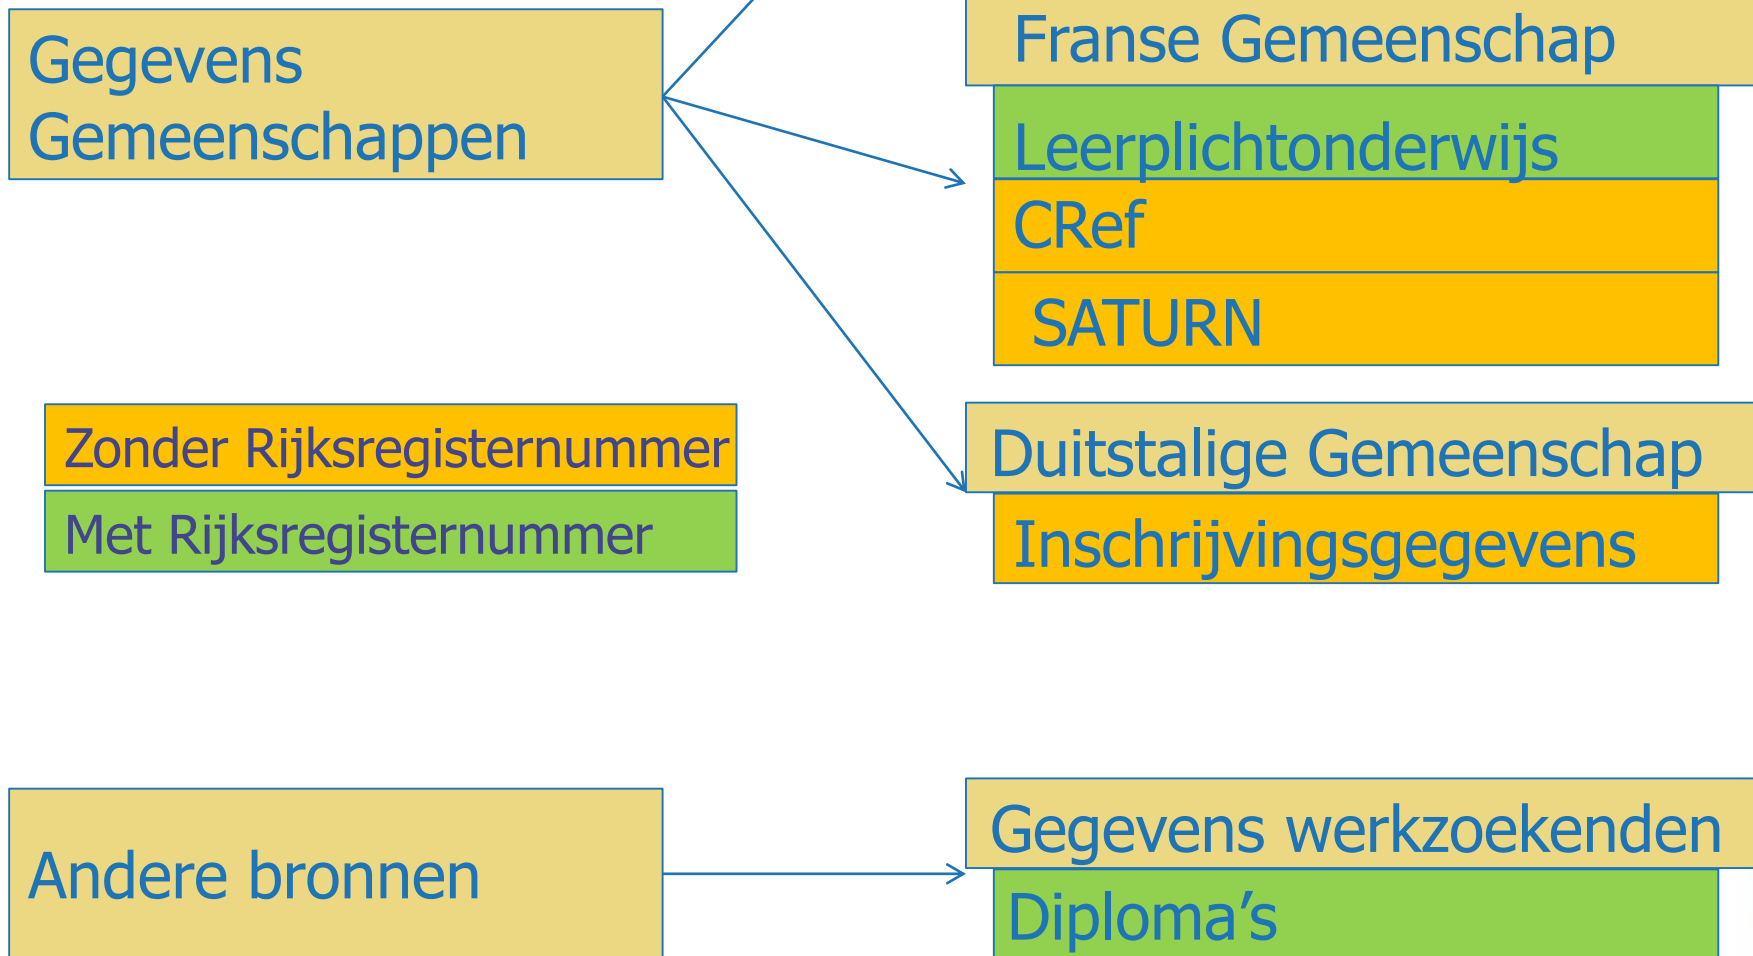 Gegevens
Gemeenschappen
Franse Gemeenschap
Leerplichtonderwijs
CRef
SATURN
Zonder Rijksregisternummer
Met Rijksregisternummer
Duitstalige Gemeenschap
Inschrijvingsgegevens
Andere bronnen
Gegevens werkzoekenden
Diploma’s